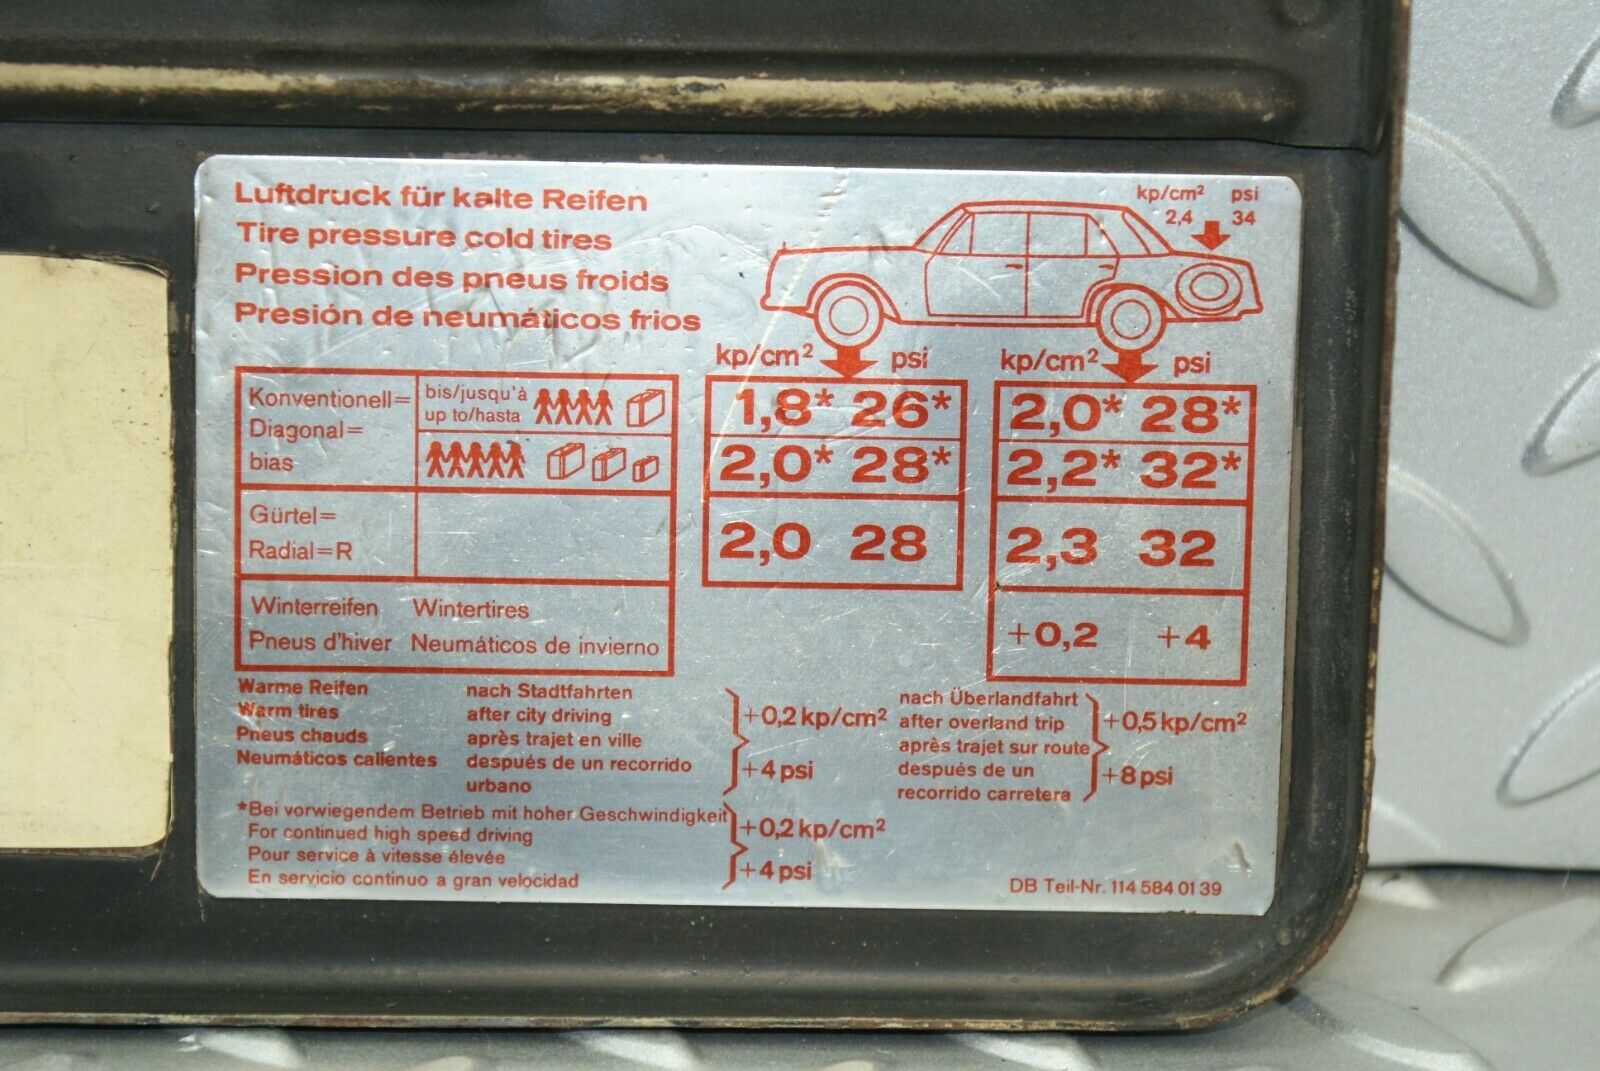 Luftdruck für kalte Reifen
Tire pressure cold tires
Pression des pneus froids
Presión de neumáticos frios
kp/cm² psi
2,4 34
kp/cm² psi
kp/cm² psi
Konventionell=
Diagonal=
bias
bis/jusqu'à
up to/hasta
1,8* 26*
2,0* 28*
2,0* 28*
2,2* 32*
Gürtel=
Radial=R
2,0 28
2,3 32
Winterreifen Wintertires
Pneus d'hiver Neumáticos de invierno
+0,2 +4
Warme Reifen
Warm tires
Pneus chauds
Neumáticos calientes
nach Stadtfahrten
after city driving
après trajet en ville
después de un recorrido
urbano
+0,2 kp/cm²
+4 psi
nach Überlandfahrt
after overland trip
après trajet sur route
después de un
recorrido carretera
+0,5 kp/cm²
+8 psi
*Bei vorwiegendem Betrieb mit hoher Geschwindigkeit
For continued high speed driving
Pour service à vitesse élevée
En servicio continuo a gran velocidad
+0,2 kp/cm²
+4 psi
DB Teil-Nr. 114 584 01 39